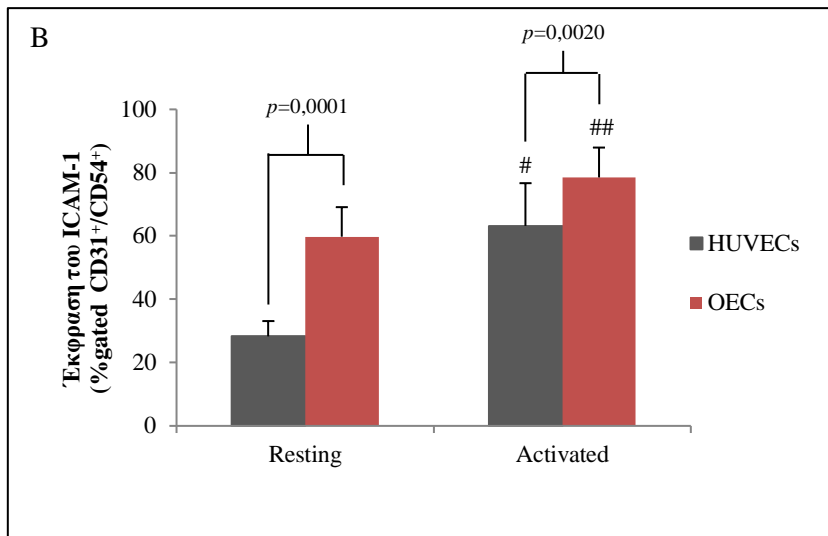 B
p=0,0020
p=0,0001
100
80
60
40
20
0
Έκφραση του ICAM-1
(%gated CD31⁺/CD54⁺)
#
##
HUVECs
OECs
Resting
Activated